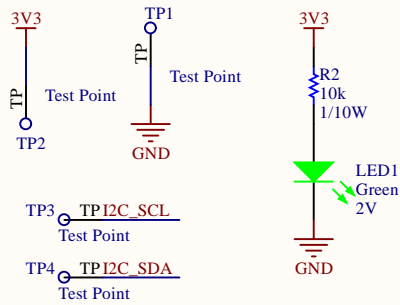 3V3
TP
Test Point
TP2
TP1
TP
Test Point
GND
3V3
R2
10k
1/10W
LED1
Green
2V
GND
TP3 TP I2C_SCL
Test Point
TP4 TP I2C_SDA
Test Point